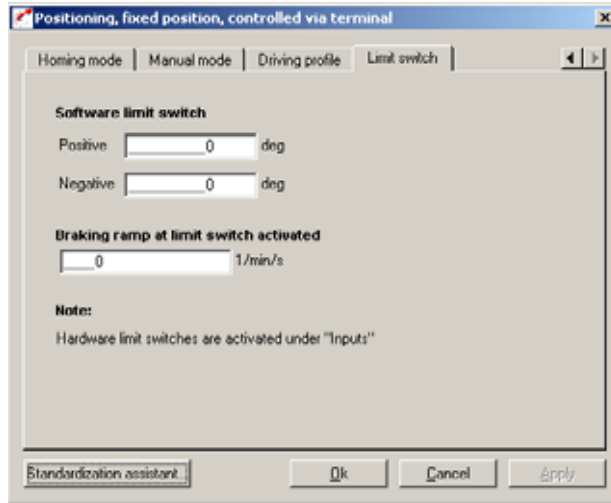 Positioning, fixed position, controlled via terminal
Homing mode Manual mode Driving profile Limit switch
Software limit switch
Positive 0 deg
Negative 0 deg
Braking ramp at limit switch activated
0 1/min/s
Note:
Hardware limit switches are activated under "Inputs"
Standardization assistant... Ok Cancel Apply